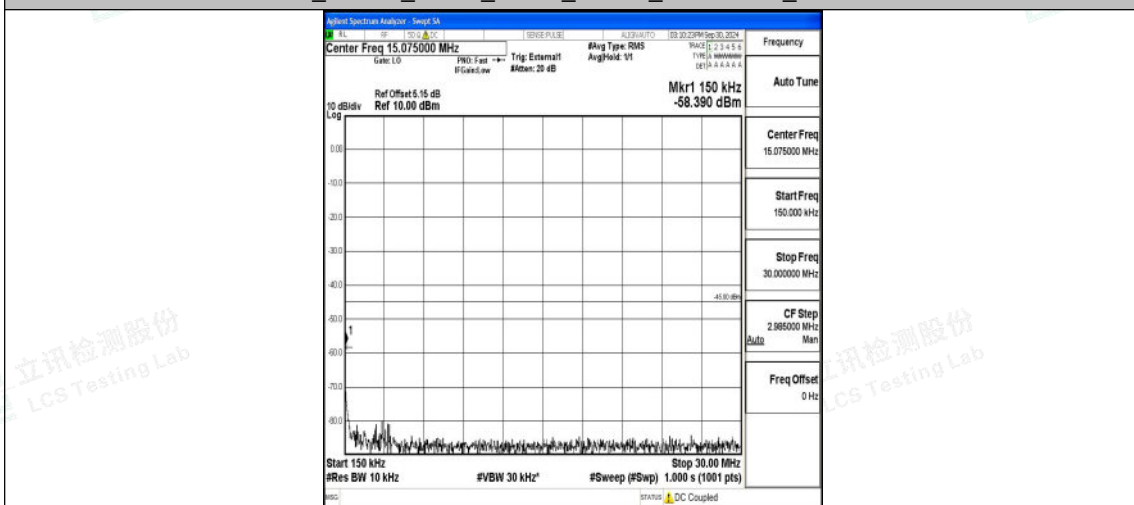 Agilent Spectrum Analyzer - Swept SA
RL RF 50 Ω DC SENSE:PULSE ALIGNAUTO 03:10:23PM Sep 30, 2024
Center Freq 15.075000 MHz
Gate: LO
PNO: Fast
IFGain:Low
Trig: External1
#Atten: 20 dB
#Avg Type: RMS
Avg|Hold: 1/1
TRACE 1 2 3 4 5 6
TYPE A
DET A A A A A A
Ref Offset 6.15 dB
Ref 10.00 dBm
10 dB/div
Log
Mkr1 150 kHz
-58.390 dBm
0.00
-10.0
-20.0
-30.0
-40.0
-50.0
-60.0
-70.0
-80.0
1
Start 150 kHz
Stop 30.00 MHz
#Res BW 10 kHz
#VBW 30 kHz*
#Sweep (#Swp) 1.000 s (1001 pts)
MSG
STATUS DC Coupled
Frequency
Auto Tune
Center Freq
15.075000 MHz
Start Freq
150.000 kHz
Stop Freq
30.000000 MHz
CF Step
2.985000 MHz
Auto Man
Freq Offset
0 Hz
立讯检测股份
LCS Testing Lab
立讯检测股份
LCS Testing Lab